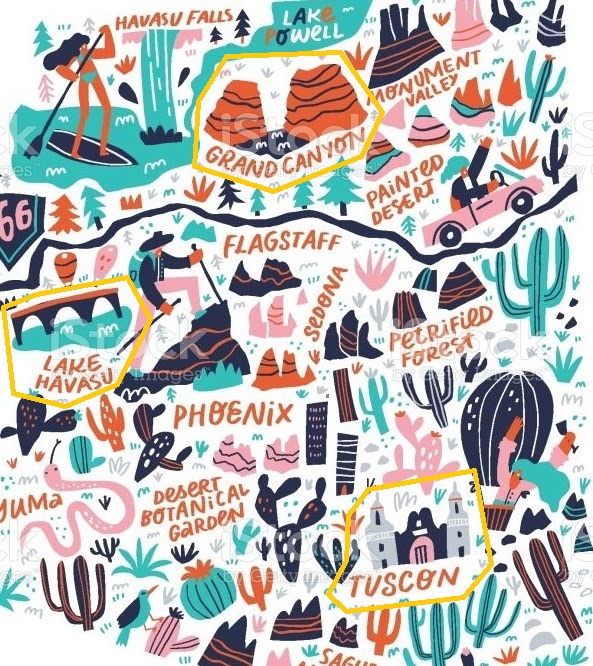 HAVASU FALLS
LAKE
POWELL
MONUMENT
VALLEY
GRAND CANYON
PAINTED
DESERT
66
FLAGSTAFF
SEDONA
PETRIFIED
FOREST
LAKE
HAVASU
PHOENIX
YUMA
DESERT
BOTANICAL
GARDEN
TUSCON
iStock